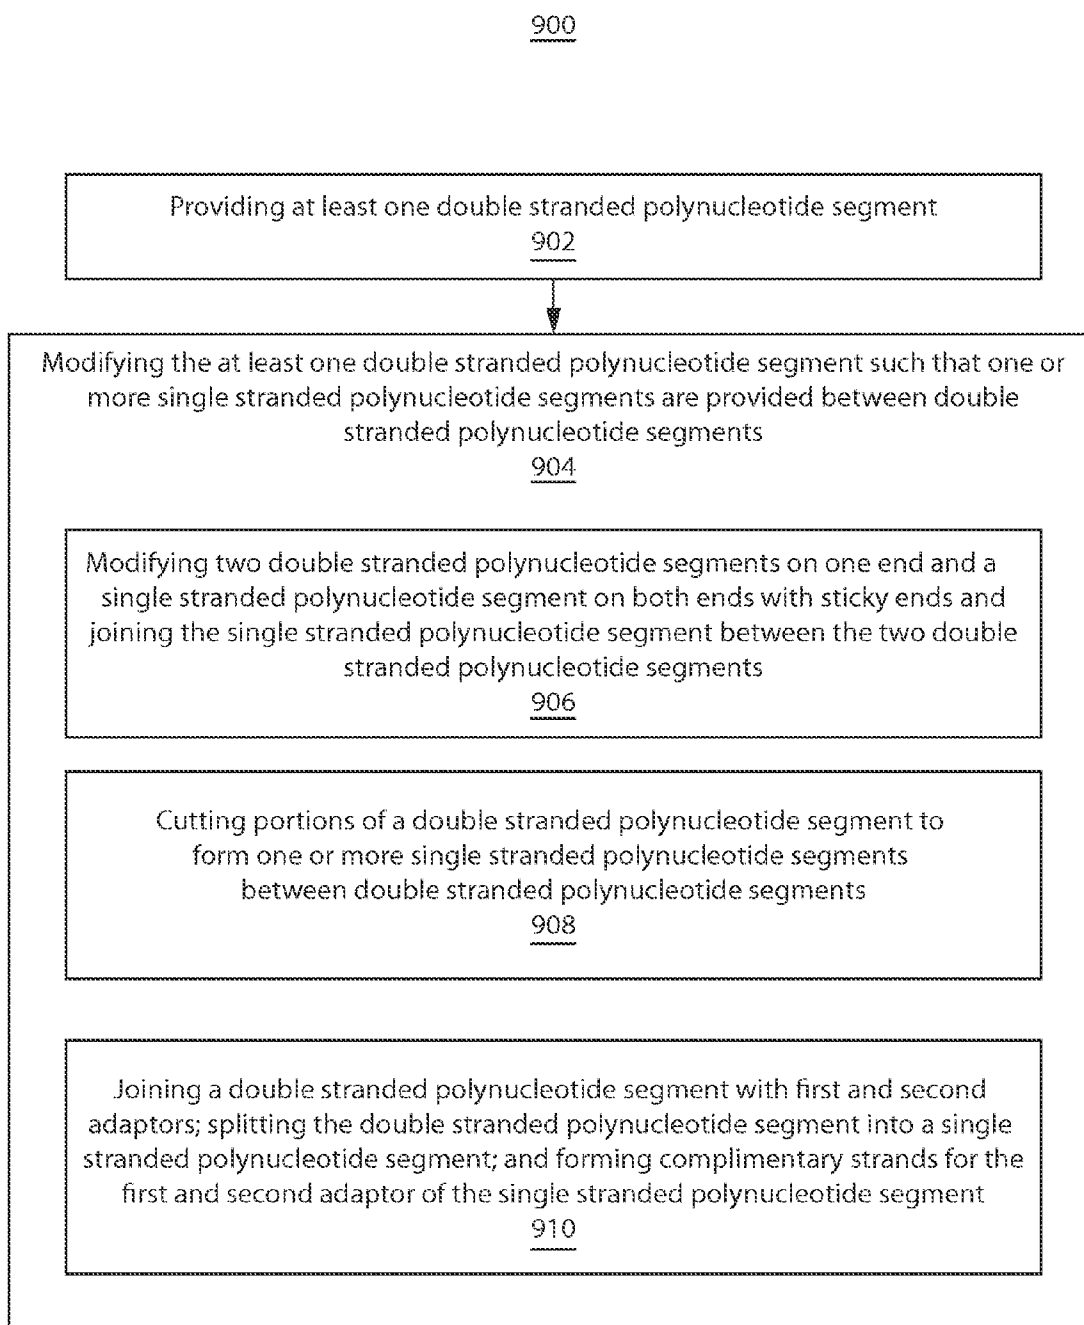 900
Providing at least one double stranded polynucleotide segment
902
Modifying the at least one double stranded polynucleotide segment such that one or
more single stranded polynucleotide segments are provided between double
stranded polynucleotide segments
904
Modifying two double stranded polynucleotide segments on one end and a
single stranded polynucleotide segment on both ends with sticky ends and
joining the single stranded polynucleotide segment between the two double
stranded polynucleotide segments
906
Cutting portions of a double stranded polynucleotide segment to
form one or more single stranded polynucleotide segments
between double stranded polynucleotide segments
908
Joining a double stranded polynucleotide segment with first and second
adaptors; splitting the double stranded polynucleotide segment into a single
stranded polynucleotide segment; and forming complimentary strands for the
first and second adaptor of the single stranded polynucleotide segment
910